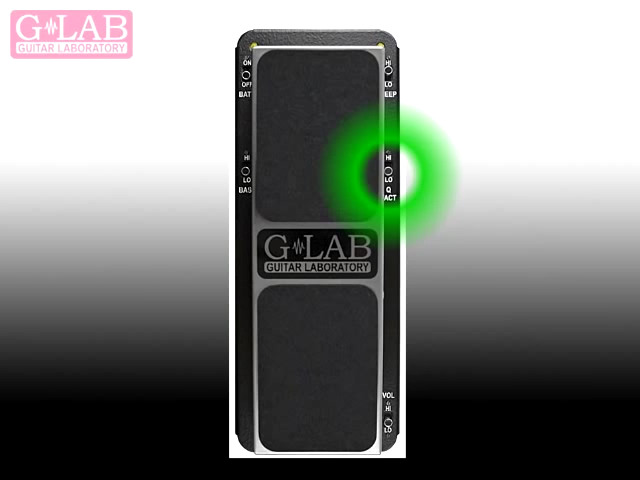 G LAB
GUITAR LABORATORY
ON
OFF
BAT
HI
LO
EEP
HI
LO
BAS
HI
LO
Q
ACT
G LAB
GUITAR LABORATORY
VOL
HI
LO